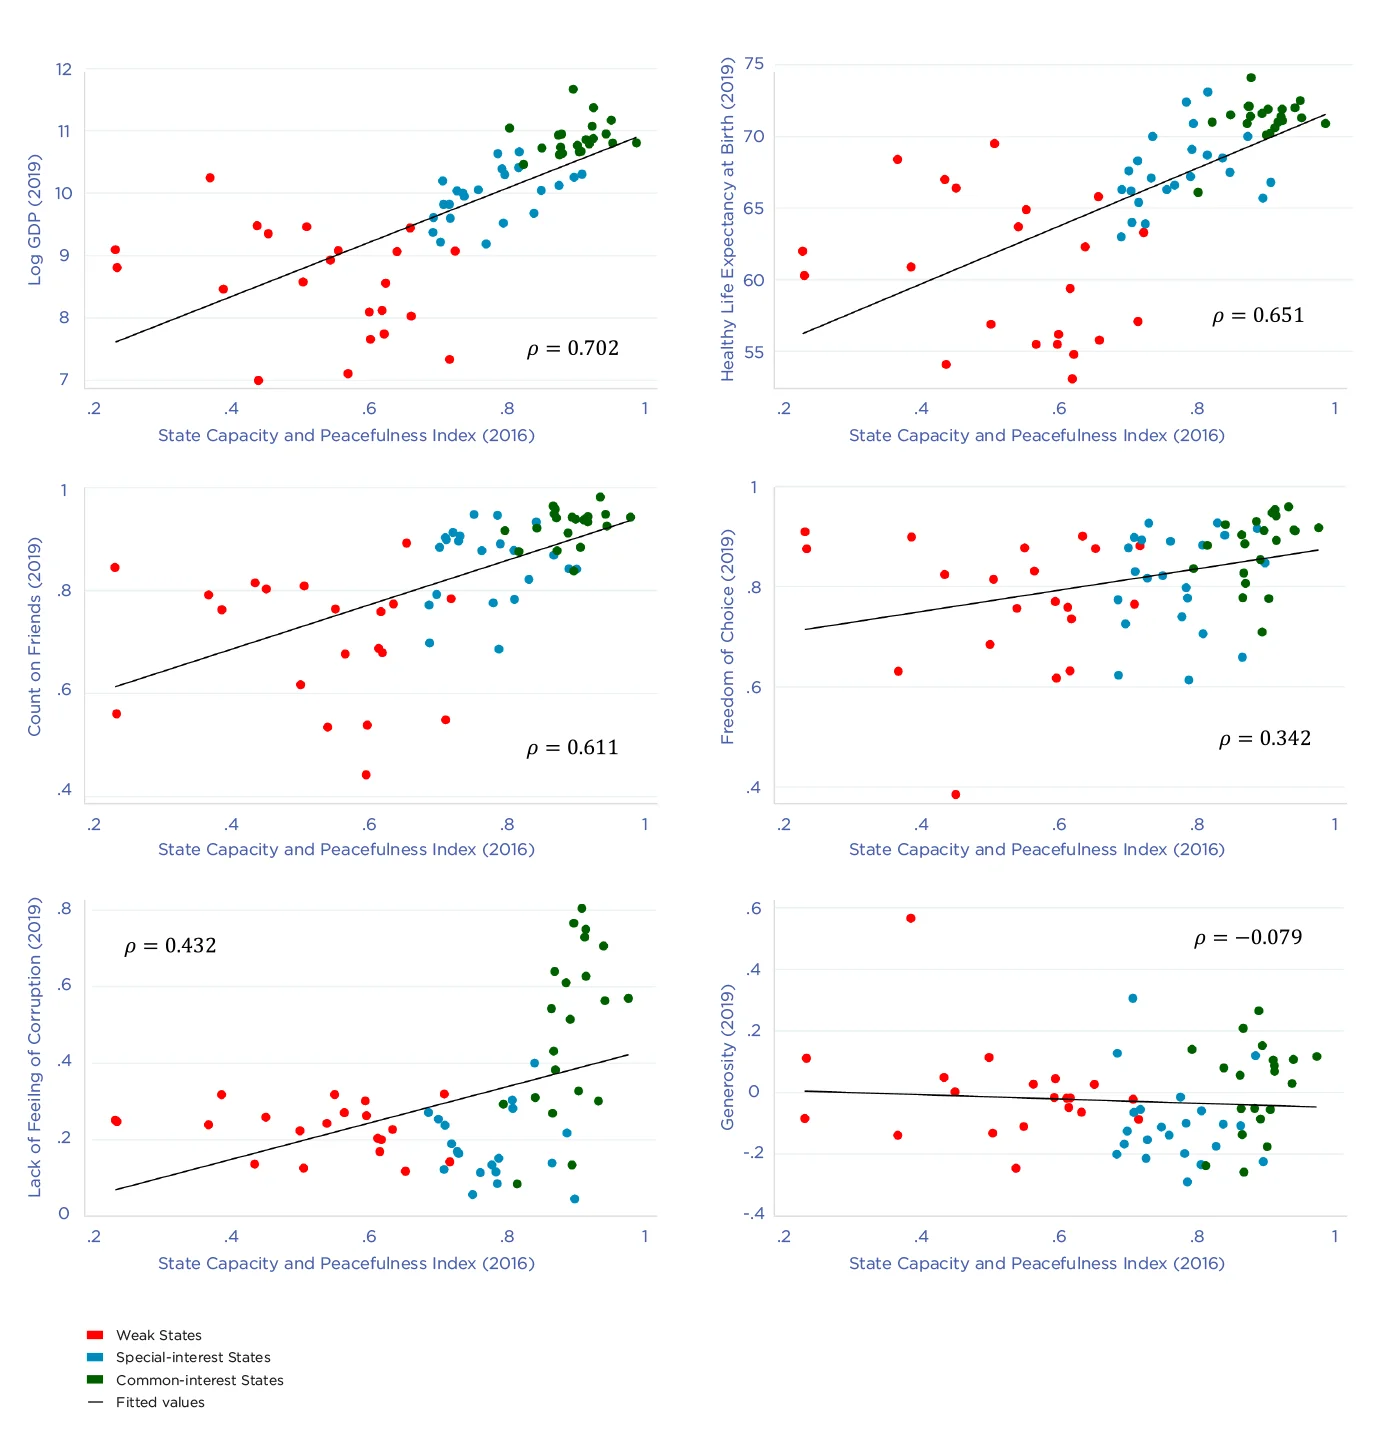 12
11
10
9
8
7
Log GDP (2019)
ρ = 0.702
.2 .4 .6 .8 1
State Capacity and Peacefulness Index (2016)
75
70
65
60
55
Healthy Life Expectancy at Birth (2019)
ρ = 0.651
.2 .4 .6 .8 1
State Capacity and Peacefulness Index (2016)
1
.8
.6
.4
Count on Friends (2019)
ρ = 0.611
.2 .4 .6 .8 1
State Capacity and Peacefulness Index (2016)
1
.8
.6
.4
Freedom of Choice (2019)
ρ = 0.342
.2 .4 .6 .8 1
State Capacity and Peacefulness Index (2016)
.8
.6
.4
.2
0
Lack of Feeilng of Corruption (2019)
ρ = 0.432
.2 .4 .6 .8 1
State Capacity and Peacefulness Index (2016)
.6
.4
.2
0
-.2
-.4
Generosity (2019)
ρ = −0.079
.2 .4 .6 .8 1
State Capacity and Peacefulness Index (2016)
Weak States
Special-interest States
Common-interest States
Fitted values